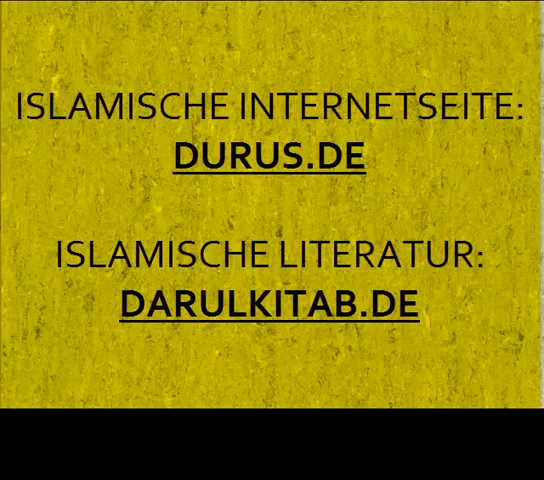 ISLAMISCHE INTERNETSEITE:
DURUS.DE
ISLAMISCHE LITERATUR:
DARULKITAB.DE